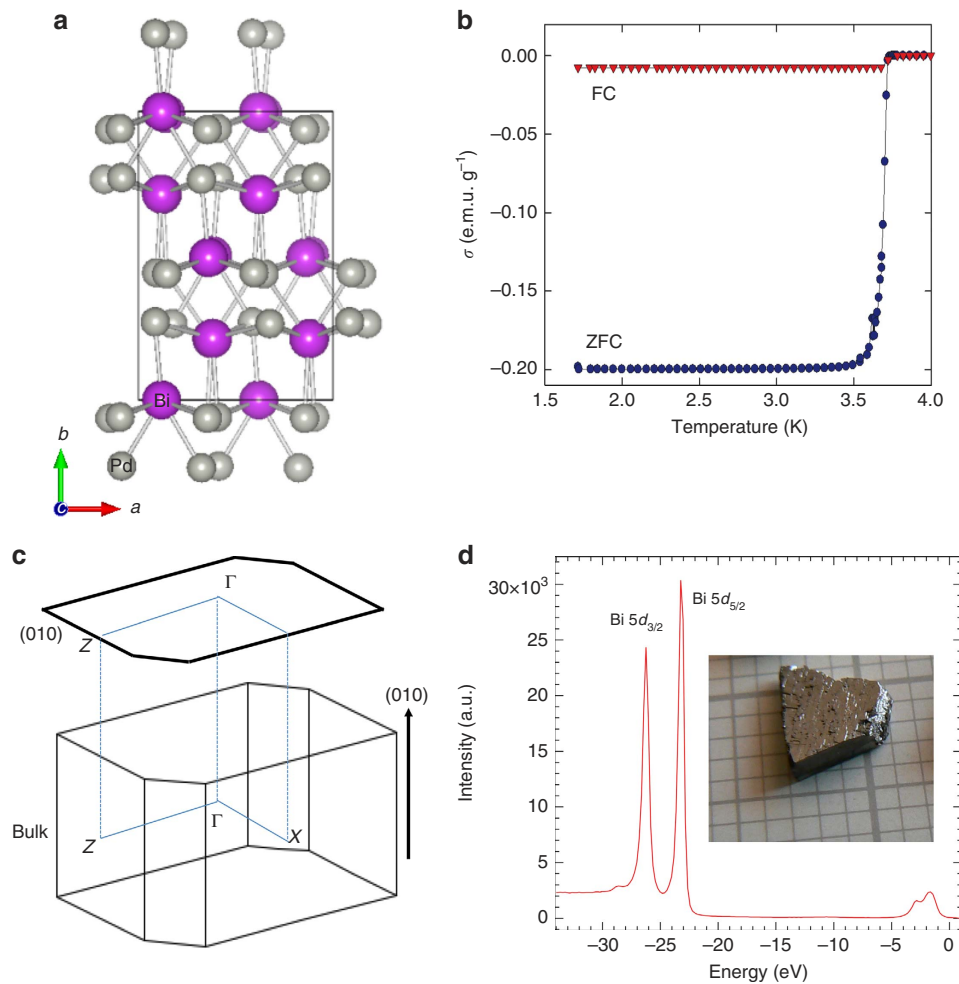 a
Bi
Pd
b
c
a
b
0.00
−0.05
−0.10
−0.15
−0.20
σ (e.m.u. g⁻¹)
FC
ZFC
1.5 2.0 2.5 3.0 3.5 4.0
Temperature (K)
c
Γ
(010)
Z
(010)
Bulk
Z
Γ
X
d
30×10³
25
20
15
10
5
0
Intensity (a.u.)
Bi 5d₃/₂
Bi 5d₅/₂
−30 −25 −20 −15 −10 −5 0
Energy (eV)